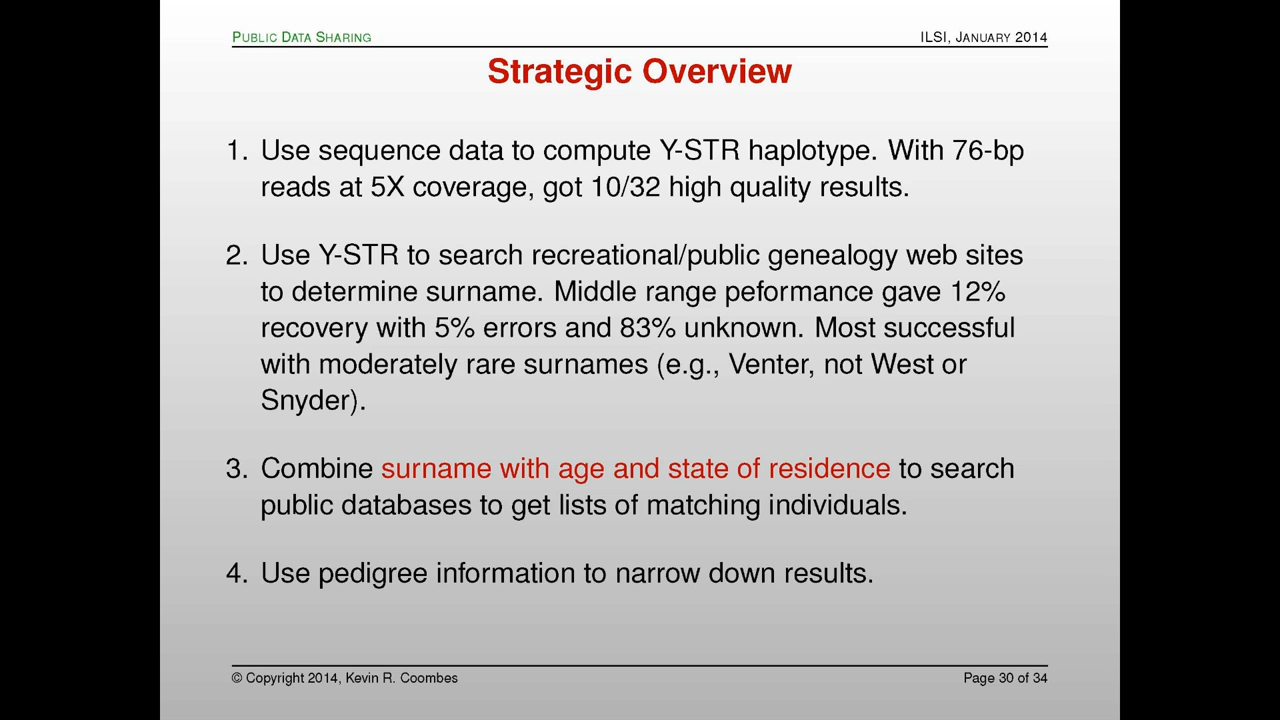 PUBLIC DATA SHARING
ILSI, JANUARY 2014
Strategic Overview
1. Use sequence data to compute Y-STR haplotype. With 76-bp
reads at 5X coverage, got 10/32 high quality results.
2. Use Y-STR to search recreational/public genealogy web sites
to determine surname. Middle range peformance gave 12%
recovery with 5% errors and 83% unknown. Most successful
with moderately rare surnames (e.g., Venter, not West or
Snyder).
3. Combine surname with age and state of residence to search
public databases to get lists of matching individuals.
4. Use pedigree information to narrow down results.
© Copyright 2014, Kevin R. Coombes
Page 30 of 34